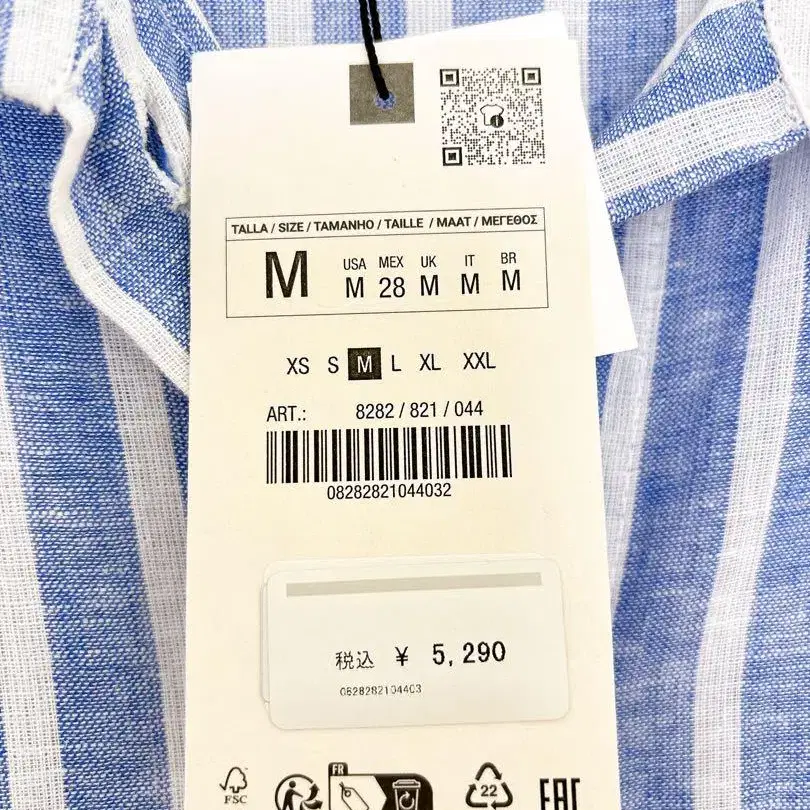 TALLA / SIZE / TAMANHO / TAILLE / MAAT / ΜΕΓΕΘΟΣ
M
USA MEX UK IT BR
M 28 M M M
XS S M L XL XXL
ART.: 8282 / 821 / 044
08282821044032
税込 ¥ 5,290
0828282104403
FSC
FR
22
EAC